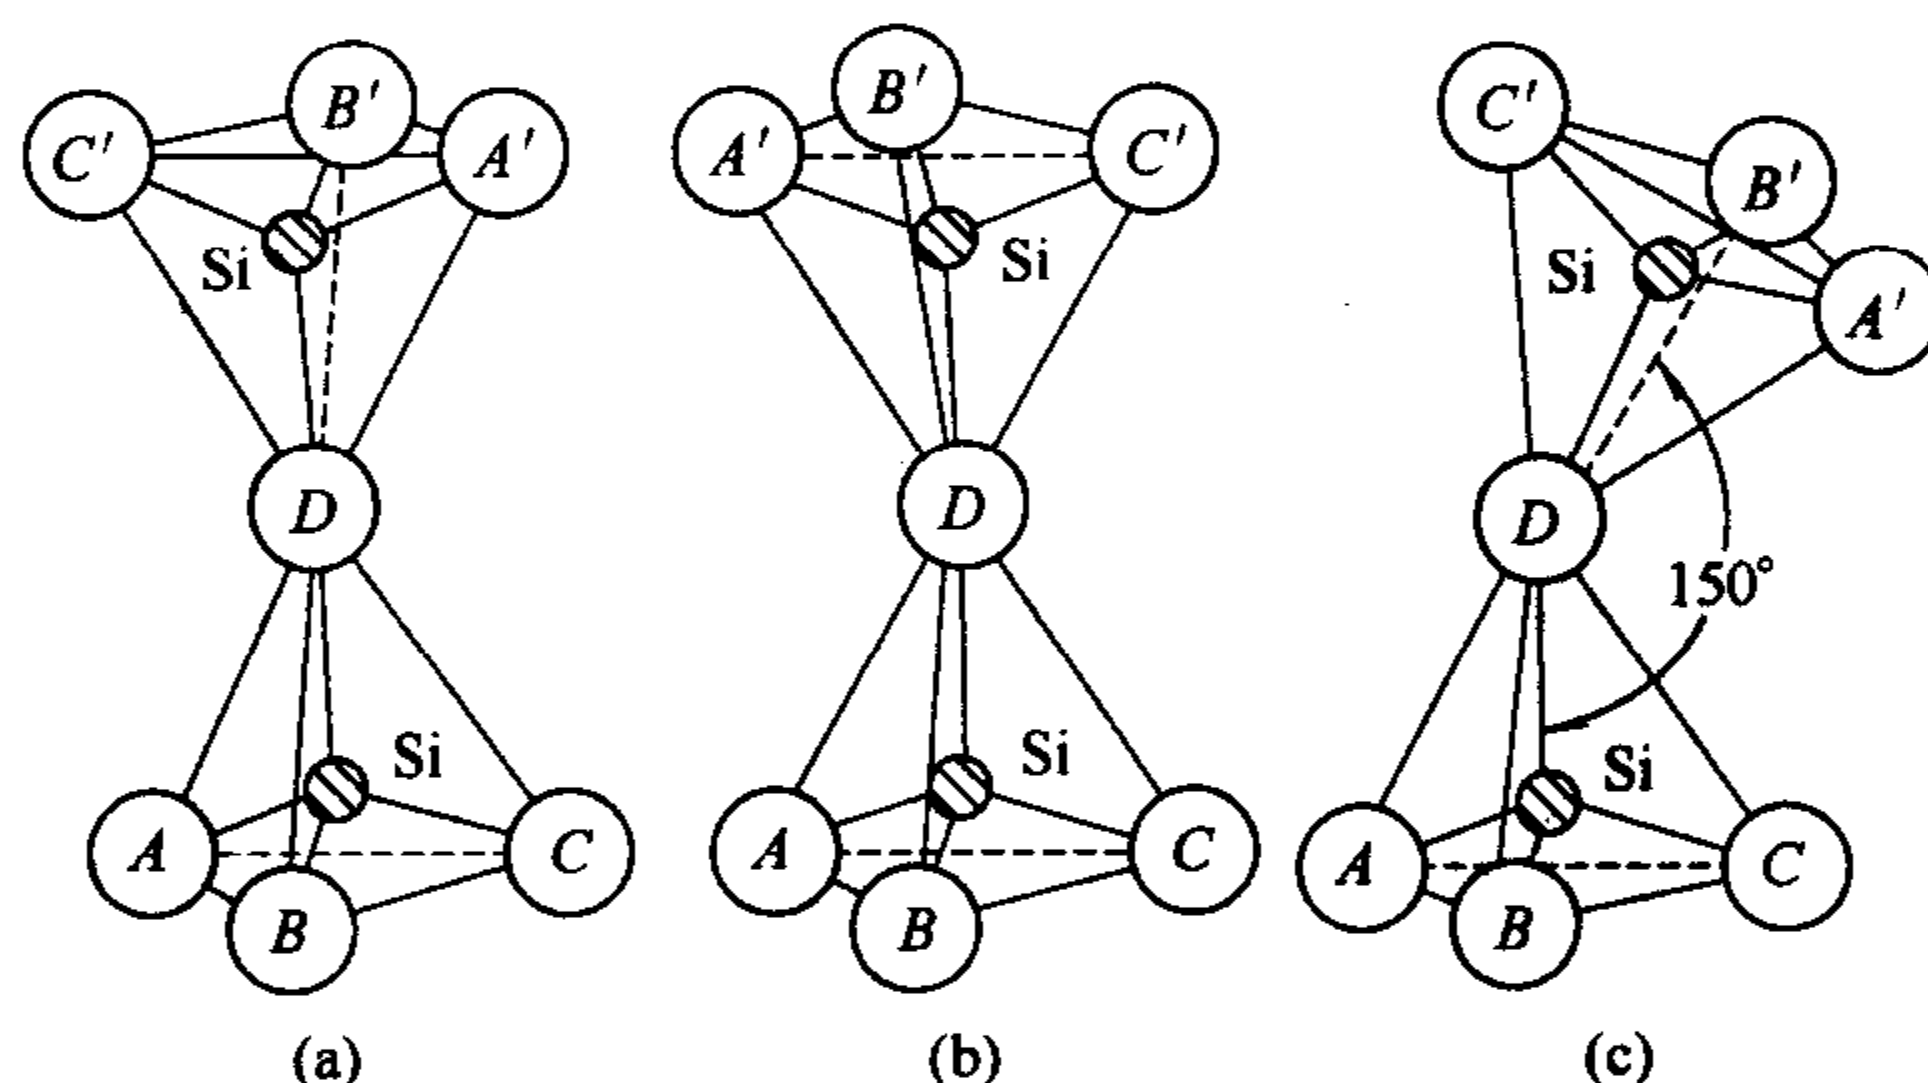 C′ B′ A′
Si
D
Si
A B C
(a)
A′ B′ C′
Si
D
Si
A B C
(b)
C′ B′ A′
Si
D
150°
Si
A B C
(c)